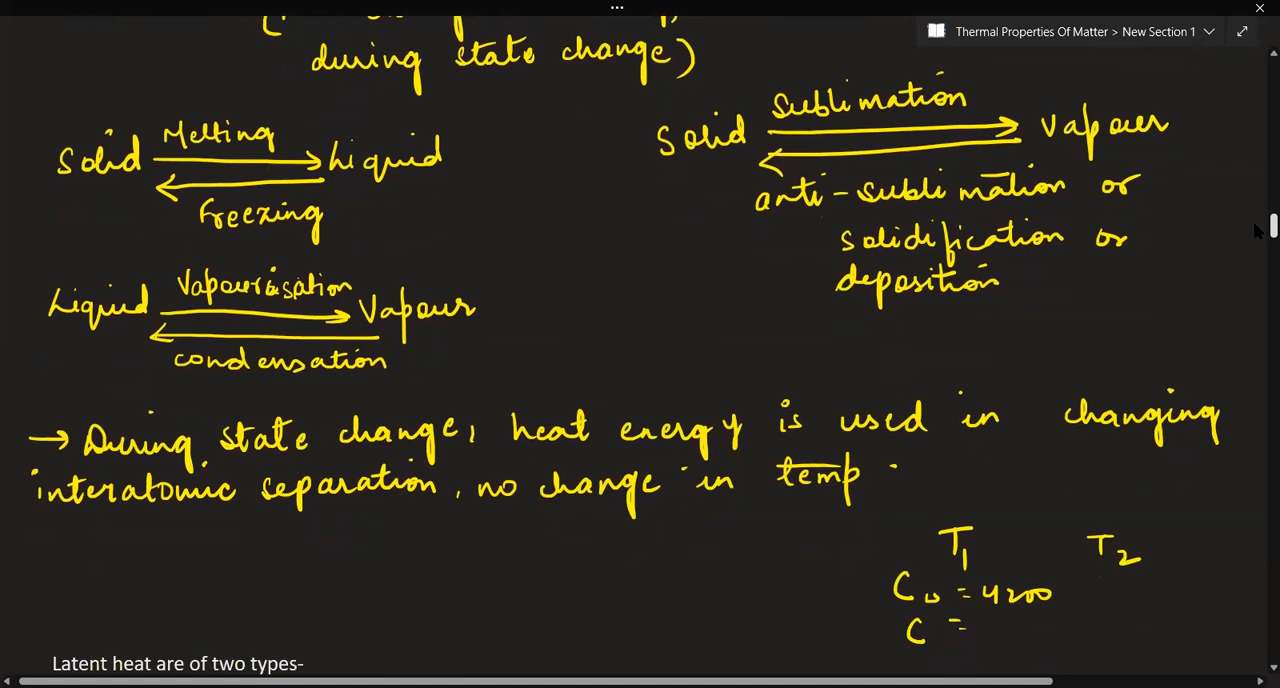 Thermal Properties Of Matter > New Section 1
during state change)
Solid Melting Liquid
Freezing
Liquid Vapourisation Vapour
condensation
Solid Sublimation Vapour
anti-sublimation or
solidification or
deposition
→ During state change, heat energy is used in changing
interatomic separation, no change in temp.
T1 T2
= 4200
C =
Latent heat are of two types-